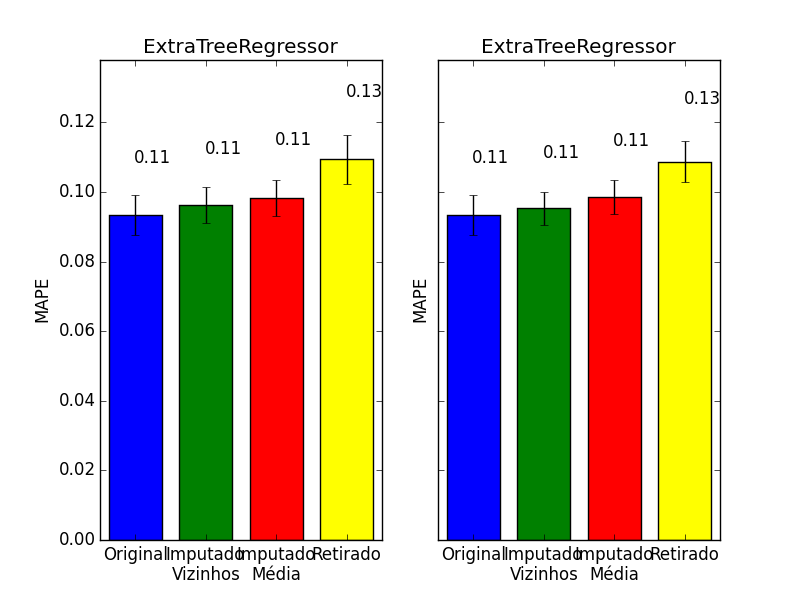 ExtraTreeRegressor
0.13
0.11
0.11
0.11
MAPE
0.12
0.10
0.08
0.06
0.04
0.02
0.00
Original Imputado Imputado Retirado
Vizinhos Média
ExtraTreeRegressor
0.13
0.11
0.11
0.11
MAPE
Original Imputado Imputado Retirado
Vizinhos Média